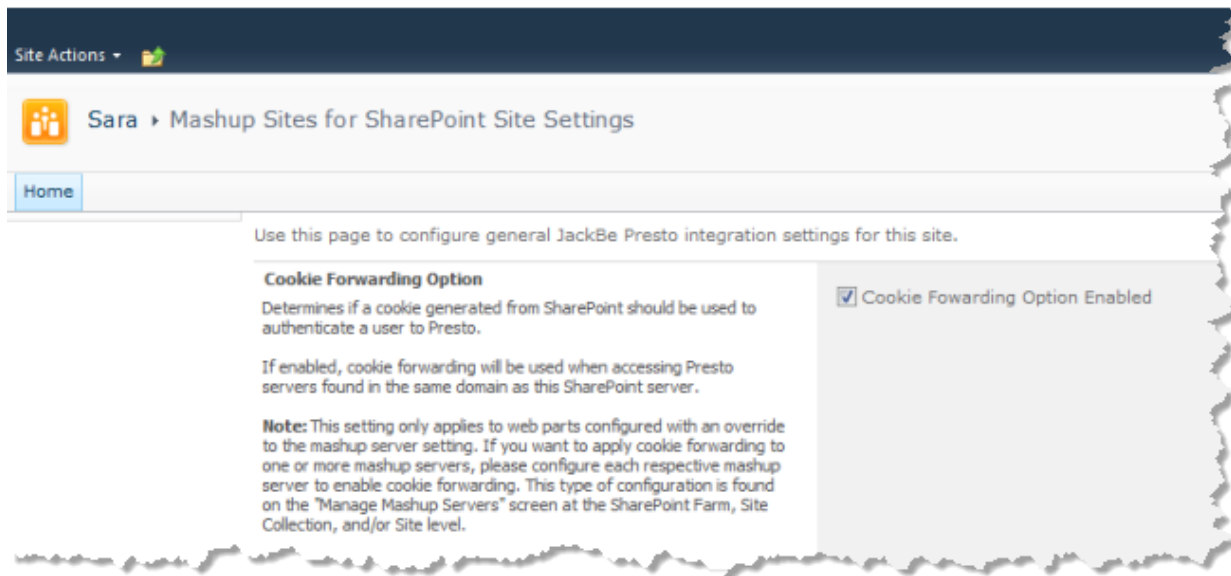 Site Actions
Sara ▸ Mashup Sites for SharePoint Site Settings
Home
Use this page to configure general JackBe Presto integration settings for this site.
Cookie Forwarding Option
Determines if a cookie generated from SharePoint should be used to
authenticate a user to Presto.
If enabled, cookie forwarding will be used when accessing Presto
servers found in the same domain as this SharePoint server.
Note: This setting only applies to web parts configured with an override
to the mashup server setting. If you want to apply cookie forwarding to
one or more mashup servers, please configure each respective mashup
server to enable cookie forwarding. This type of configuration is found
on the "Manage Mashup Servers" screen at the SharePoint Farm, Site
Collection, and/or Site level.
Cookie Fowarding Option Enabled